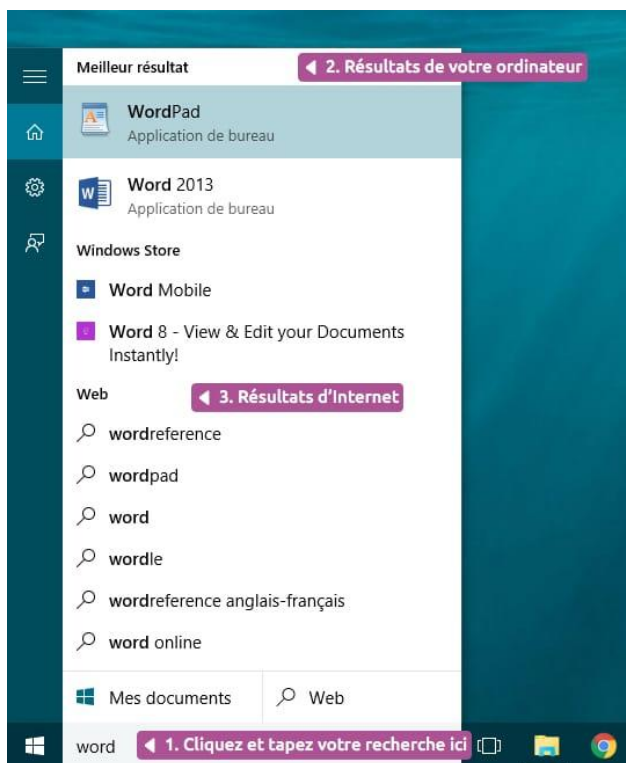 Meilleur résultat
2. Résultats de votre ordinateur
WordPad
Application de bureau
Word 2013
Application de bureau
Windows Store
Word Mobile
Word 8 - View & Edit your Documents
Instantly!
Web
3. Résultats d'Internet
wordreference
wordpad
word
wordle
wordreference anglais-français
word online
Mes documents
Web
word
1. Cliquez et tapez votre recherche ici